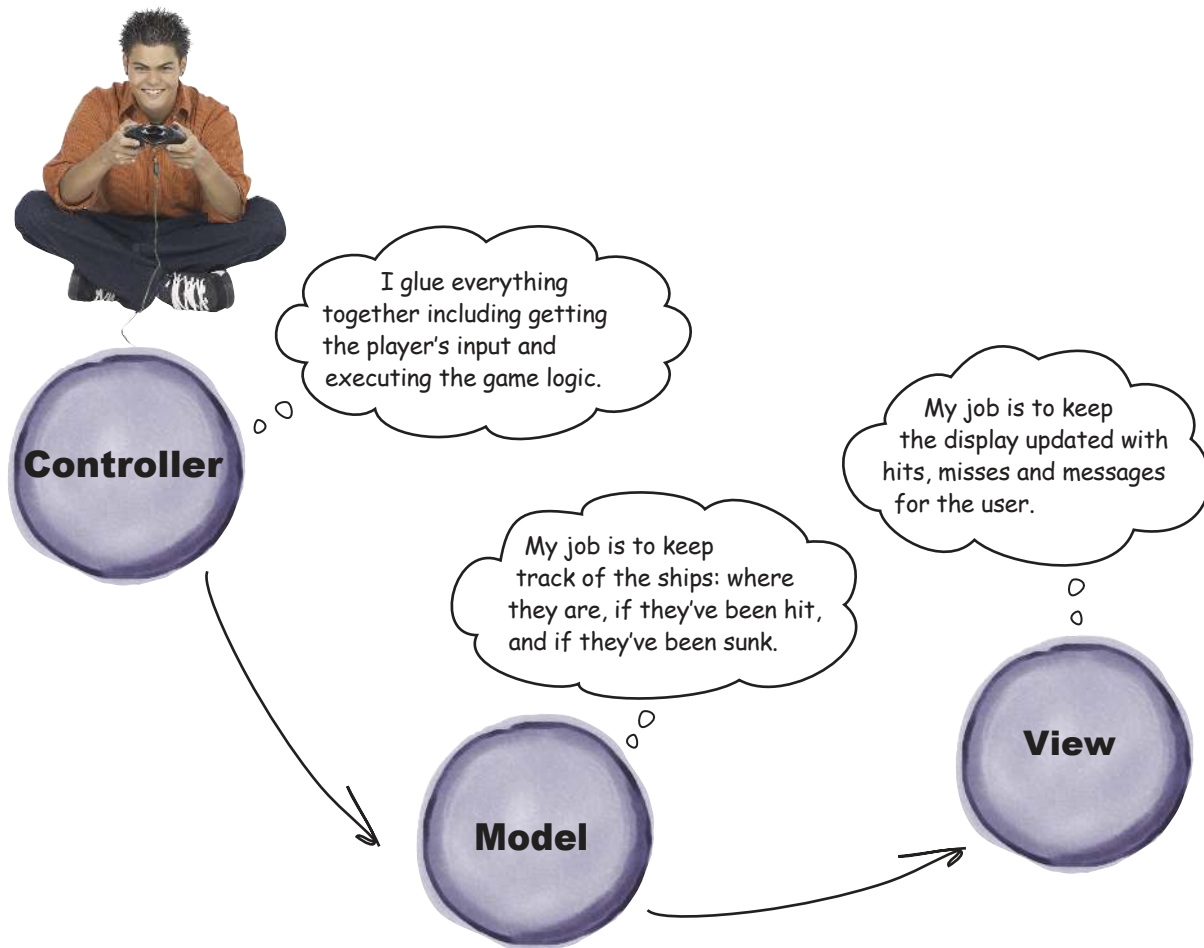 I glue everything
together including getting
the player's input and
executing the game logic.
Controller
My job is to keep
the display updated with
hits, misses and messages
for the user.
My job is to keep
track of the ships: where
they are, if they've been hit,
and if they've been sunk.
View
Model